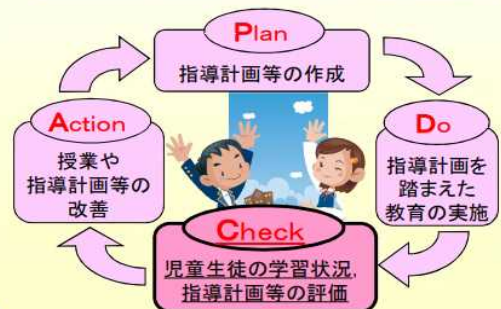 Plan
指導計画等の作成
Do
指導計画を
踏まえた
教育の実施
Check
児童生徒の学習状況,
指導計画等の評価
Action
授業や
指導計画等の
改善